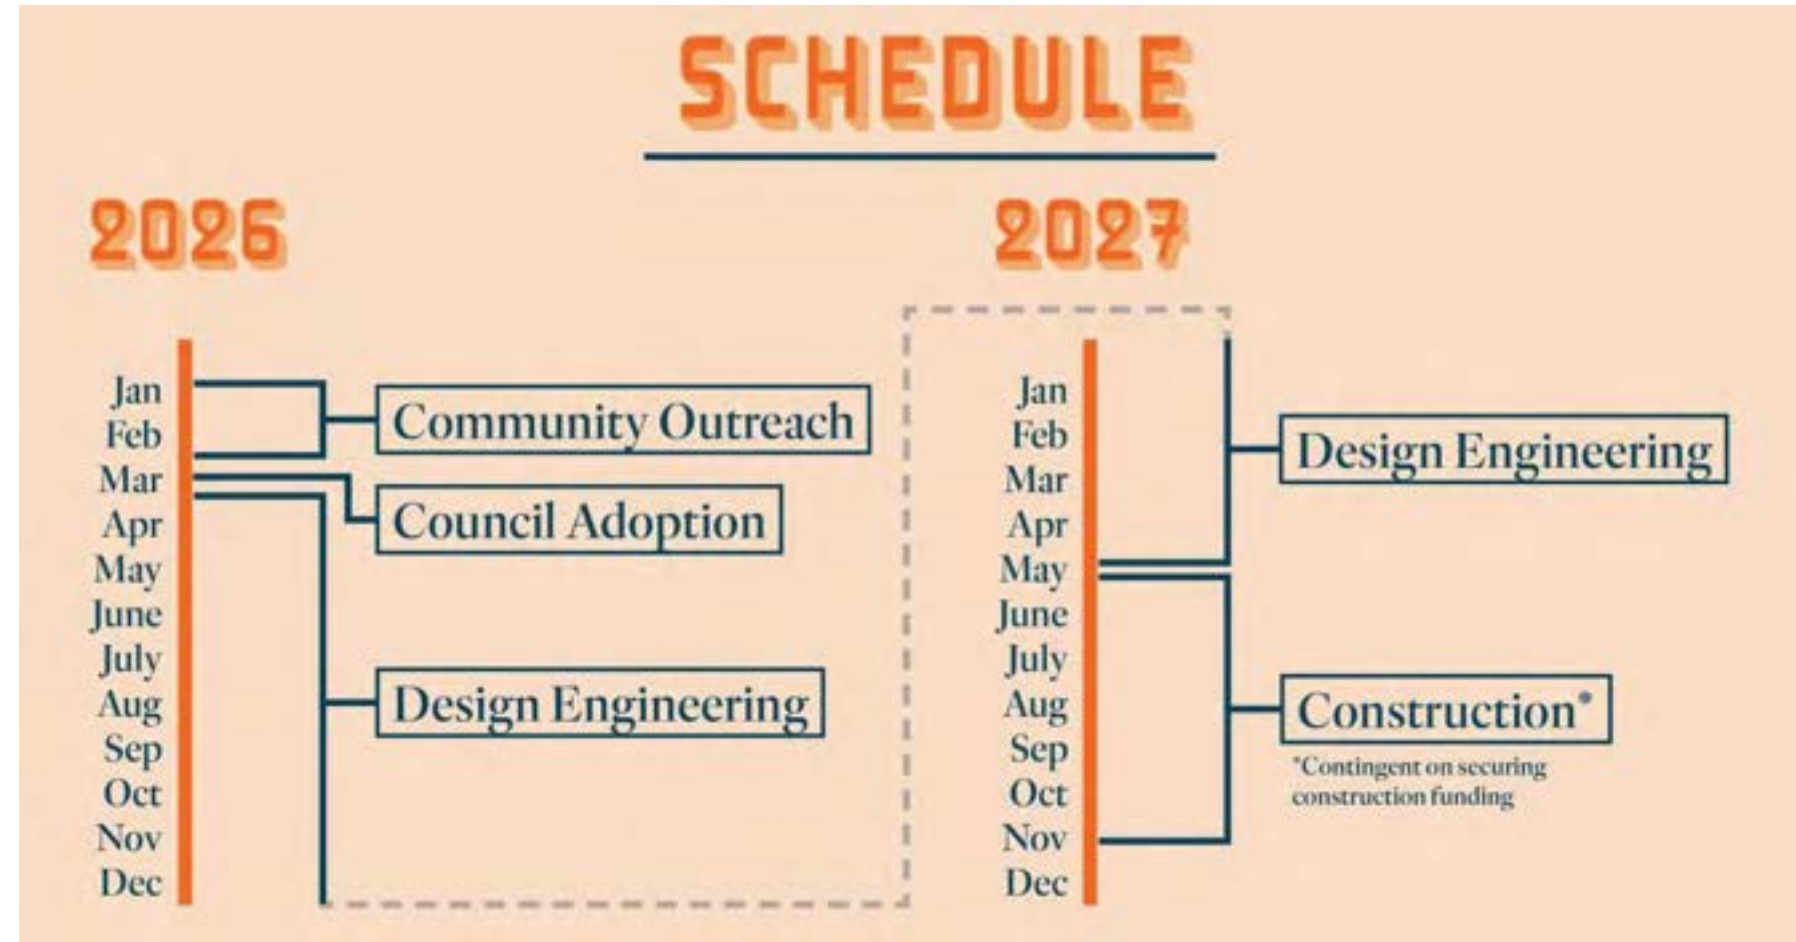 SCHEDULE
2026
Jan
Feb
Mar
Apr
May
June
July
Aug
Sep
Oct
Nov
Dec
Community Outreach
Council Adoption
Design Engineering
2027
Jan
Feb
Mar
Apr
May
June
July
Aug
Sep
Oct
Nov
Dec
Design Engineering
Construction*
*Contingent on securing
construction funding